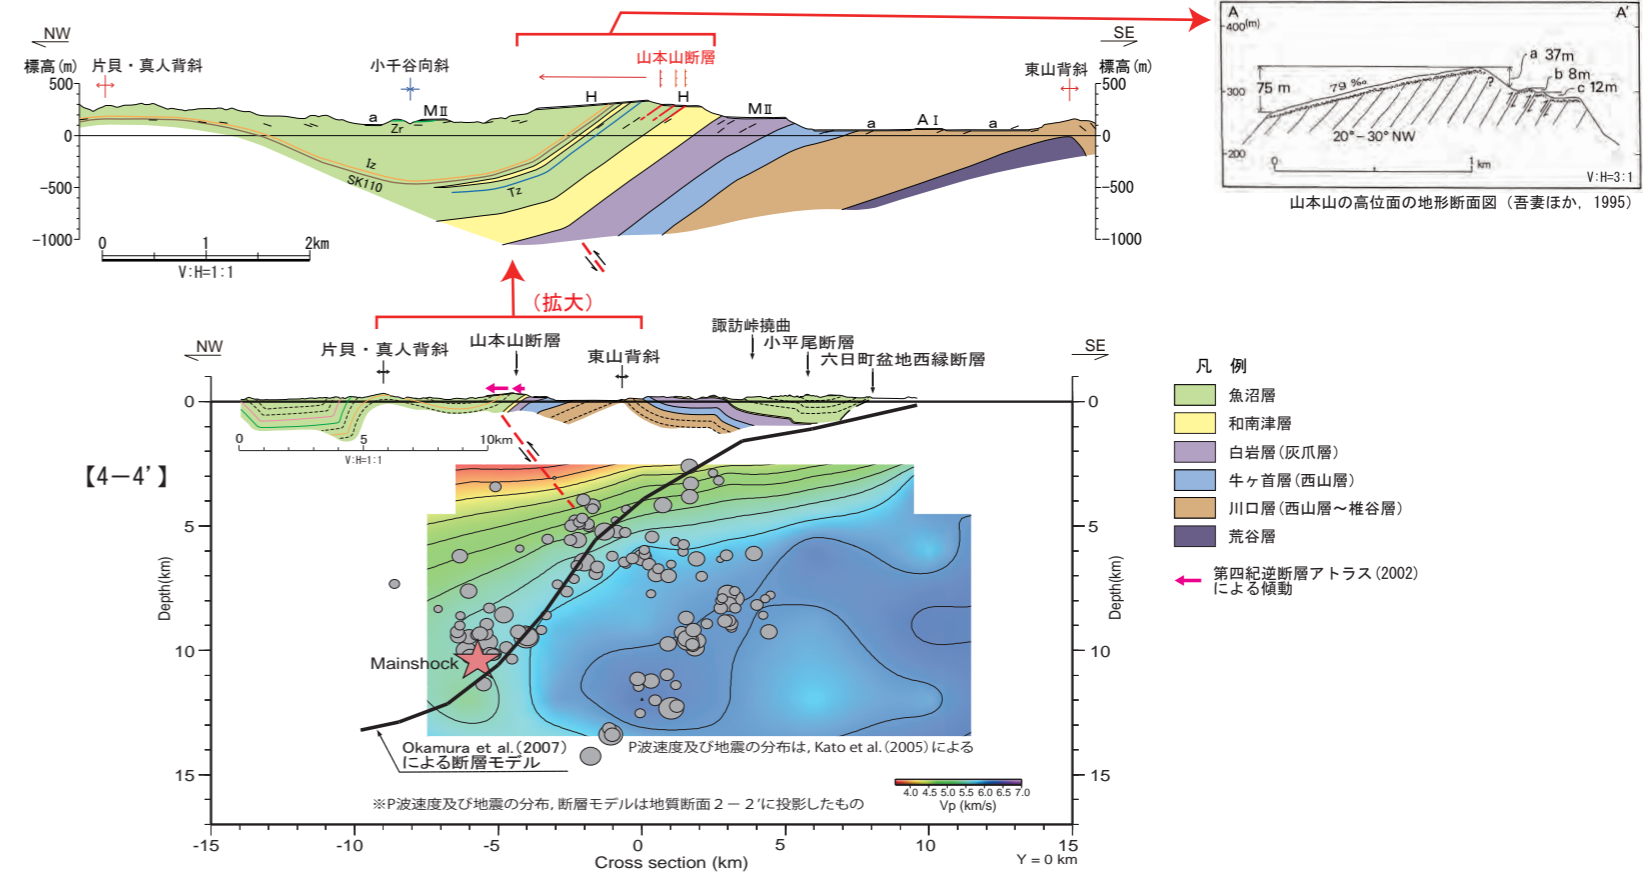 NW
標高(m)
片貝・真人背斜
小千谷向斜
山本山断層
SE
標高(m)
東山背斜
500
0
-500
-1000
a
MⅡ
Zr
H
H
MⅡ
a
AⅠ
a
Iz
SK110
Tz
500
0
-500
-1000
0 1 2km
V:H=1:1
A
A'
400(m)
300
200
75 m
79 ‰
?
a 37m
b 8m
c 12m
20°-30° NW
0 1 km
V:H=3:1
山本山の高位面の地形断面図（吾妻ほか, 1995）
（拡大）
NW
片貝・真人背斜
山本山断層
東山背斜
諏訪峠撓曲
小平尾断層
六日町盆地西縁断層
SE
0
5
10
15
Depth(km)
0 5 10km
V:H=1:1
【4−4'】
Mainshock
Okamura et al.(2007)
による断層モデル
P波速度及び地震の分布は, Kato et al.(2005)による
4.0 4.5 5.0 5.5 6.0 6.5 7.0
Vp (km/s)
※P波速度及び地震の分布, 断層モデルは地質断面２−２'に投影したもの
0
5
10
15
Depth(km)
-15 -10 -5 0 5 10 15
Cross section (km)
Y = 0 km
凡 例
魚沼層
和南津層
白岩層(灰爪層)
牛ヶ首層(西山層)
川口層(西山層～椎谷層)
荒谷層
第四紀逆断層アトラス(2002)
による傾動